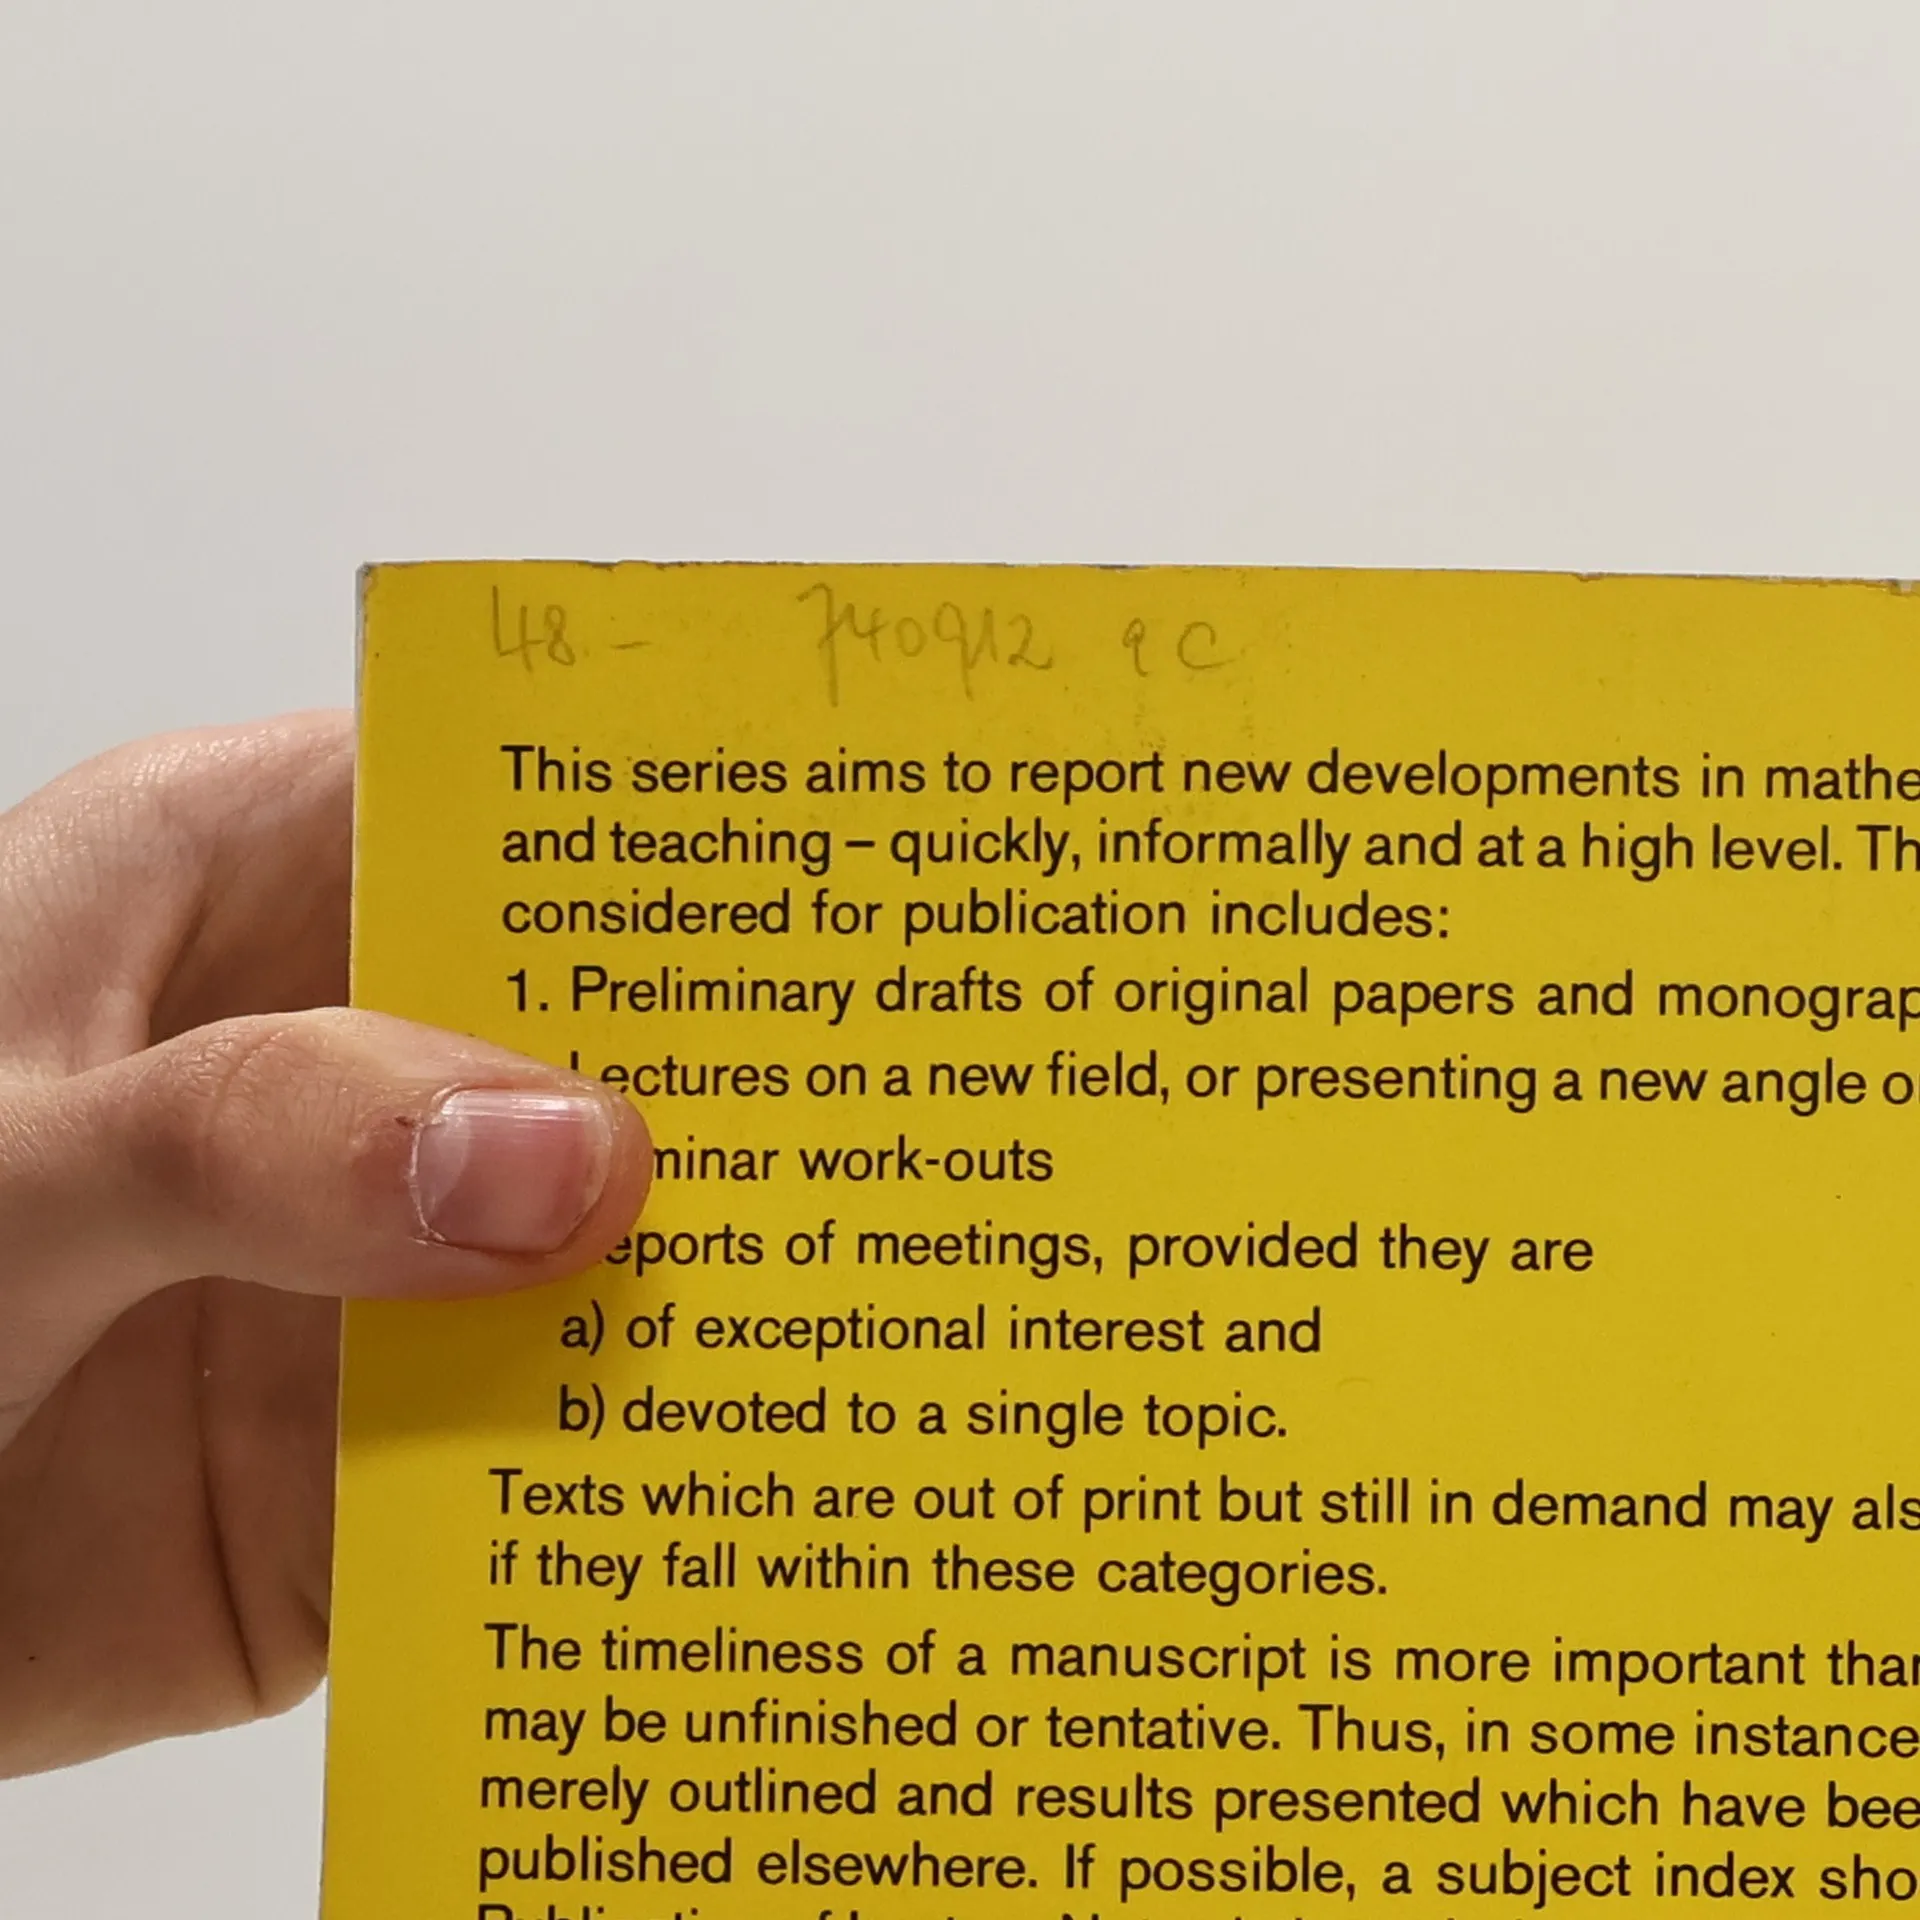 48.- 740912 9 C
This series aims to report new developments in mathe
and teaching – quickly, informally and at a high level. Th
considered for publication includes:
1. Preliminary drafts of original papers and monograp
Lectures on a new field, or presenting a new angle o
minar work-outs
eports of meetings, provided they are
a) of exceptional interest and
b) devoted to a single topic.
Texts which are out of print but still in demand may als
if they fall within these categories.
The timeliness of a manuscript is more important than
may be unfinished or tentative. Thus, in some instance
merely outlined and results presented which have bee
published elsewhere. If possible, a subject index sho